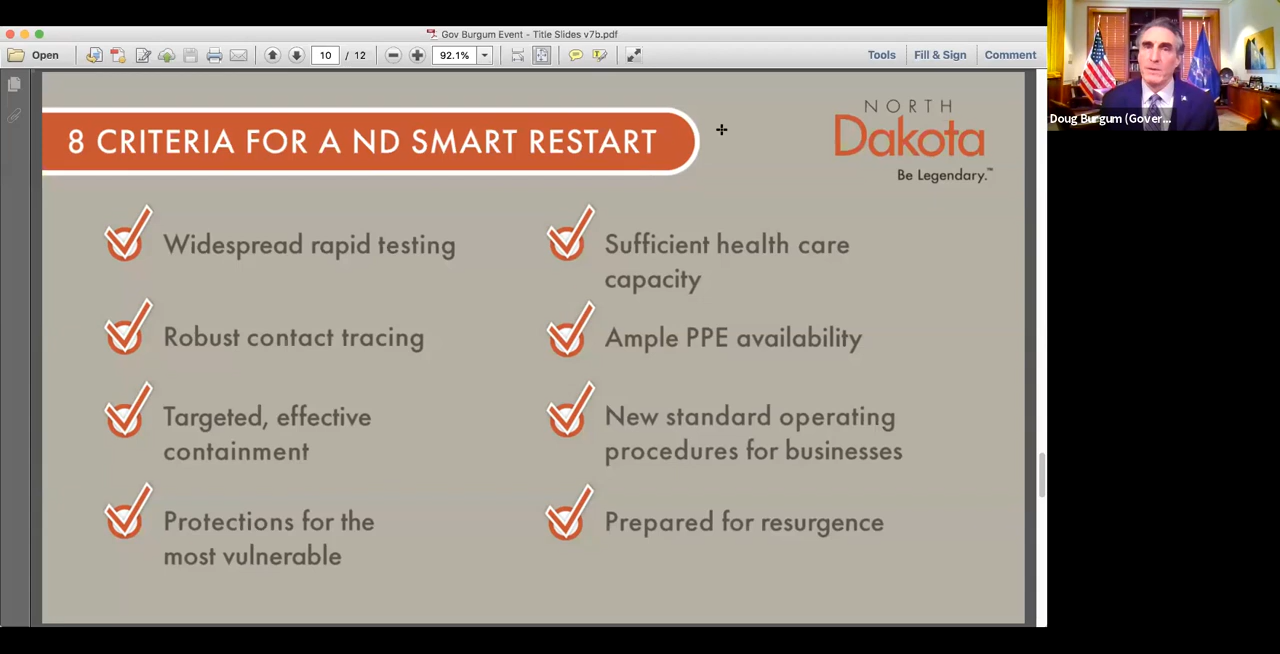 Gov Burgum Event - Title Slides v7b.pdf
Open
10 / 12
92.1%
Tools
Fill & Sign
Comment
Doug Burgum (Gover...
8 CRITERIA FOR A ND SMART RESTART
NORTH
Dakota
Be Legendary.™
Widespread rapid testing
Robust contact tracing
Targeted, effective
containment
Protections for the
most vulnerable
Sufficient health care
capacity
Ample PPE availability
New standard operating
procedures for businesses
Prepared for resurgence